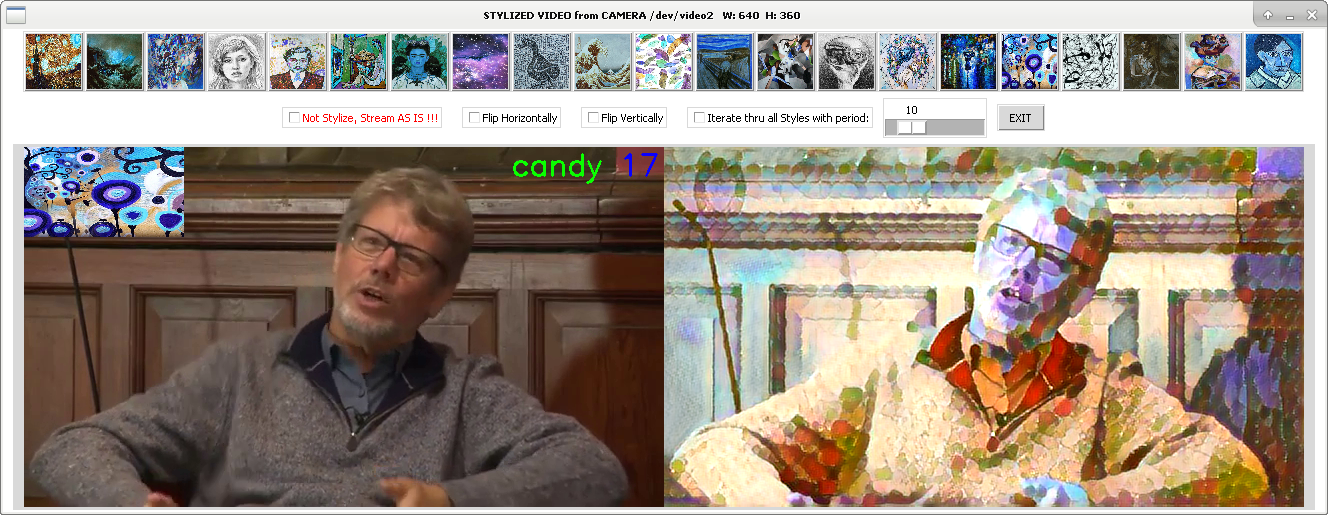 STYLIZED VIDEO from CAMERA /dev/video2 W: 640 H: 360
Not Stylize, Stream AS IS !!!
Flip Horizontally
Flip Vertically
Iterate thru all Styles with period:
10
EXIT
candy 17